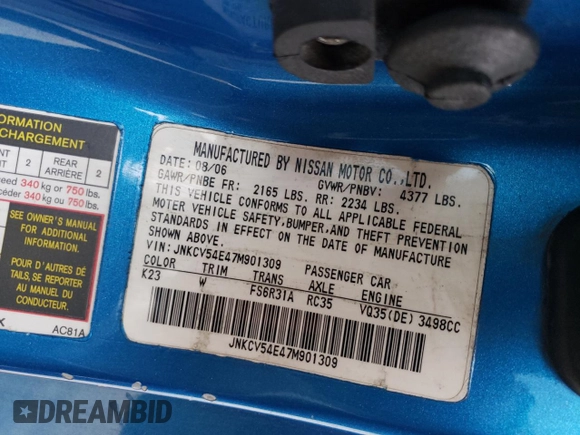 FORMATION
CHARGEMENT
2 REAR ARRIÈRE 2
exceed 340 kg or 750 lbs.
340 kg ou 750 lbs.
SEE OWNER'S MANUAL
FOR ADDITIONAL
INFORMATION.
POUR D'AUTRES DÉ
TAILS, SE REPORTER
AU MANUEL DU
CONDUCTEUR.
AC81A
MANUFACTURED BY NISSAN MOTOR CO.,LTD.
DATE: 08/06 GVWR/PNBV: 4377 LBS.
GAWR/PNBE FR: 2165 LBS. RR: 2234 LBS.
THIS VEHICLE CONFORMS TO ALL APPLICABLE FEDERAL
MOTER VEHICLE SAFETY,BUMPER,AND THEFT PREVENTION
STANDARDS IN EFFECT ON THE DATE OF MANUFACTURE
SHOWN ABOVE.
VIN: JNKCV54E47M901309 PASSENGER CAR
COLOR TRIM TRANS AXLE ENGINE
K23 W FS6R31A RC35 VQ35(DE) 3498CC
JNKCV54E47M901309
DREAMBID